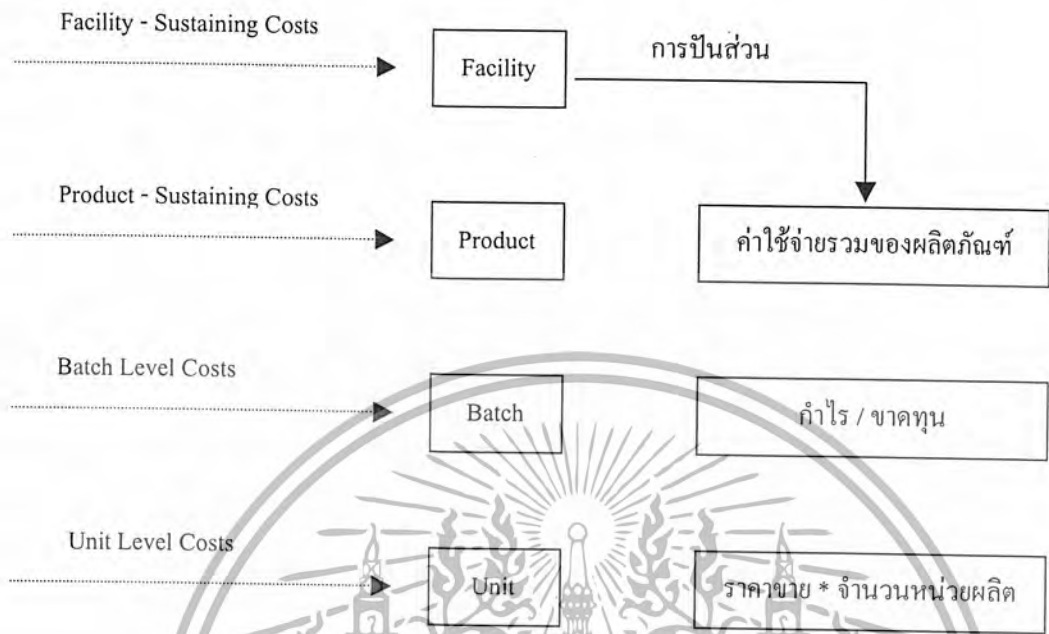 Facility - Sustaining Costs
Facility
การปันส่วน
Product - Sustaining Costs
Product
ค่าใช้จ่ายรวมของผลิตภัณฑ์
Batch Level Costs
Batch
กำไร / ขาดทุน
Unit Level Costs
Unit
ราคาขาย * จำนวนหน่วยผลิต